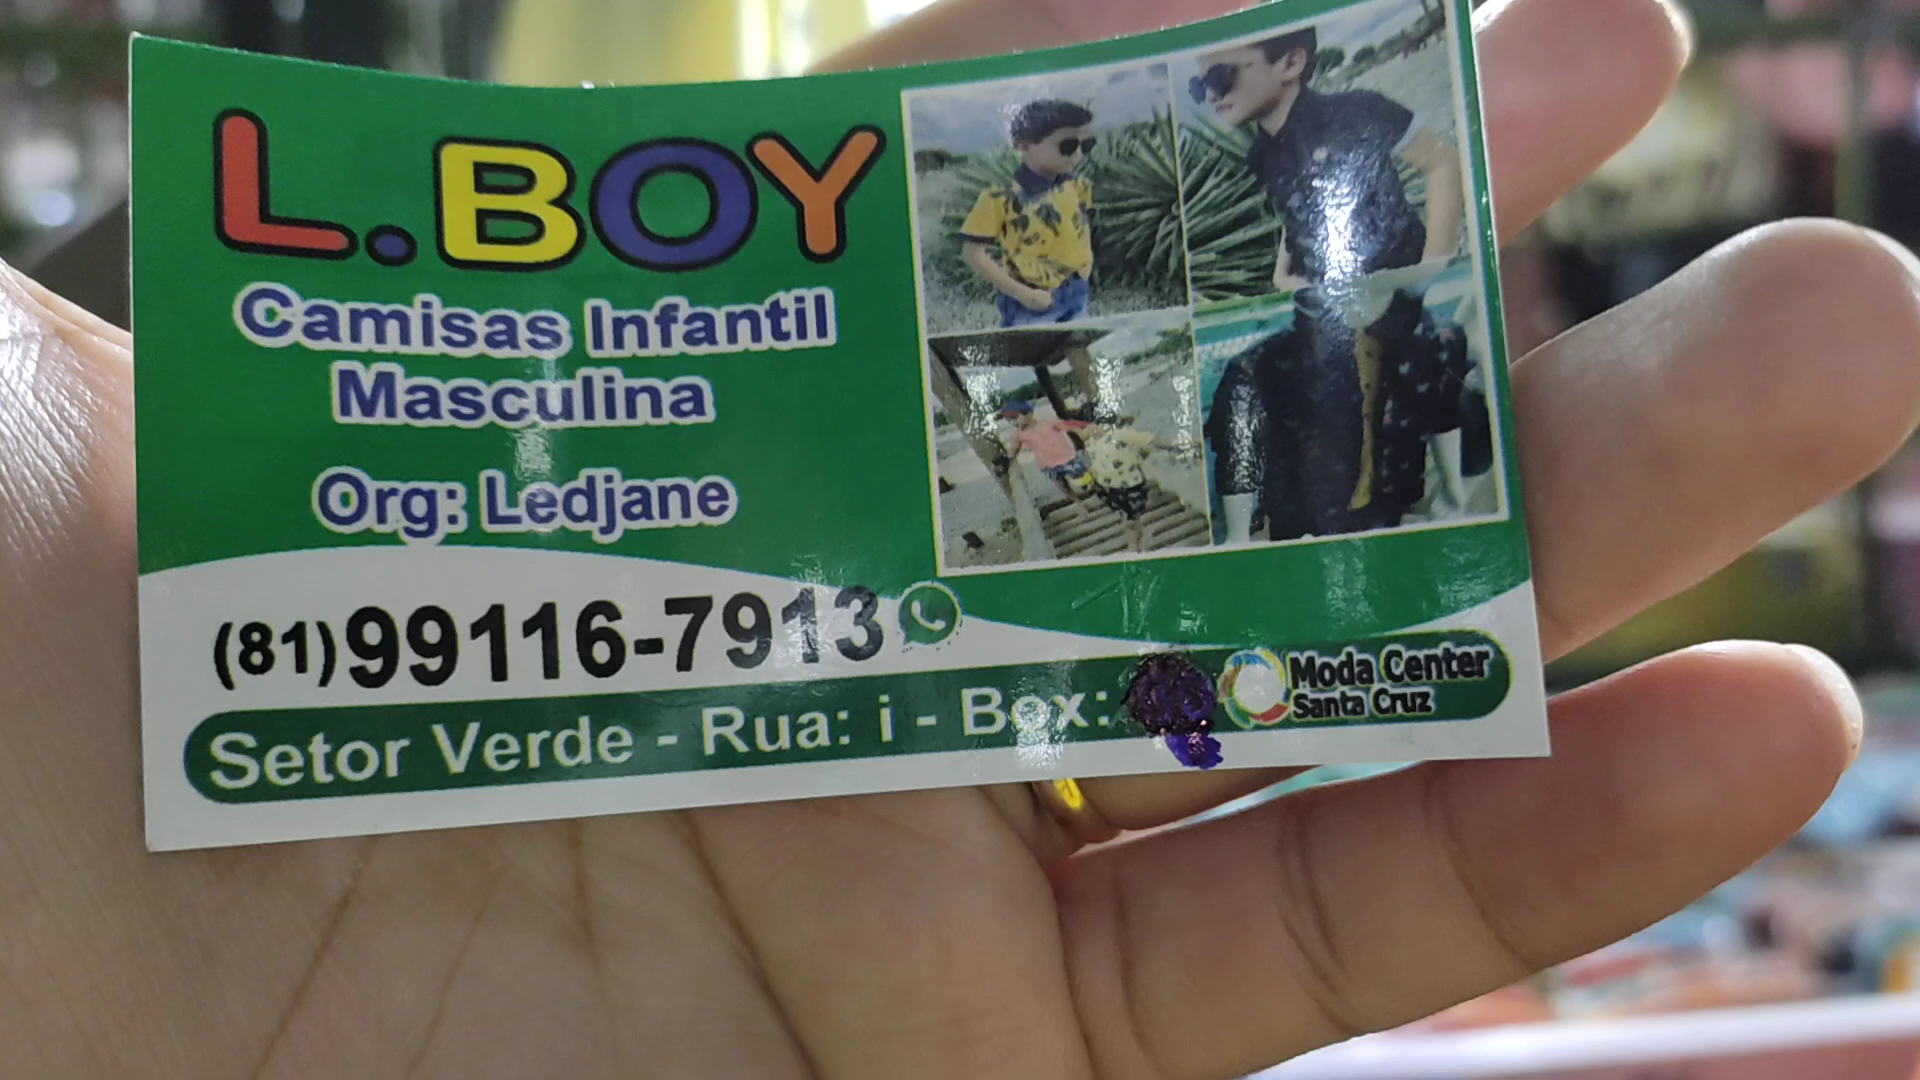 L.BOY
Camisas Infantil
Masculina
Org: Ledjane
(81)99116-7913
Setor Verde - Rua: i - Box:
Moda Center
Santa Cruz